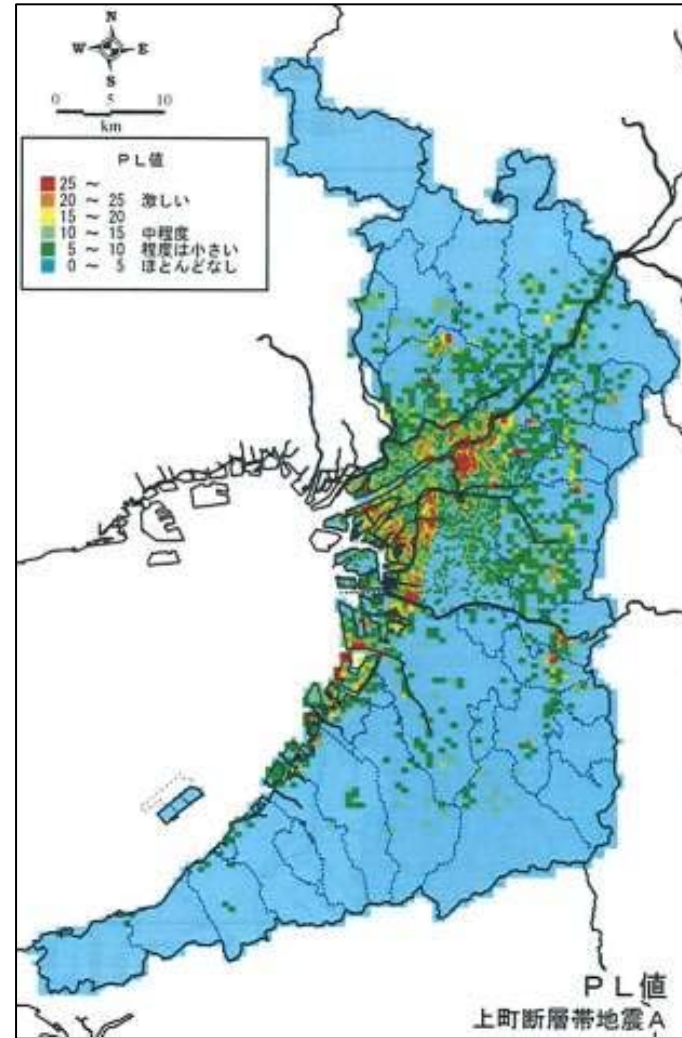 N
W E
S
0 5 10
km
PL値
25 ～
20 ～ 25 激しい
15 ～ 20
10 ～ 15 中程度
5 ～ 10 程度は小さい
0 ～ 5 ほとんどなし
PL値
上町断層帯地震A